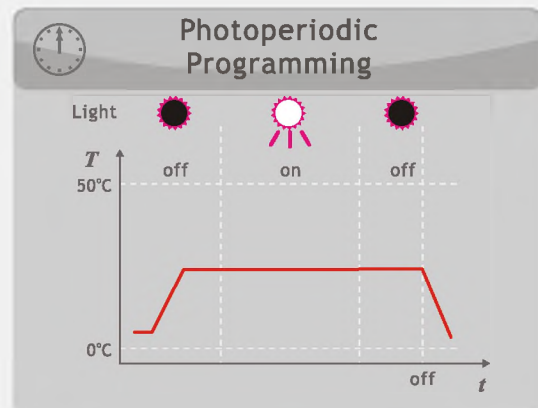 Photoperiodic
Programming
Light
T
off
on
off
50°C
0°C
off
t